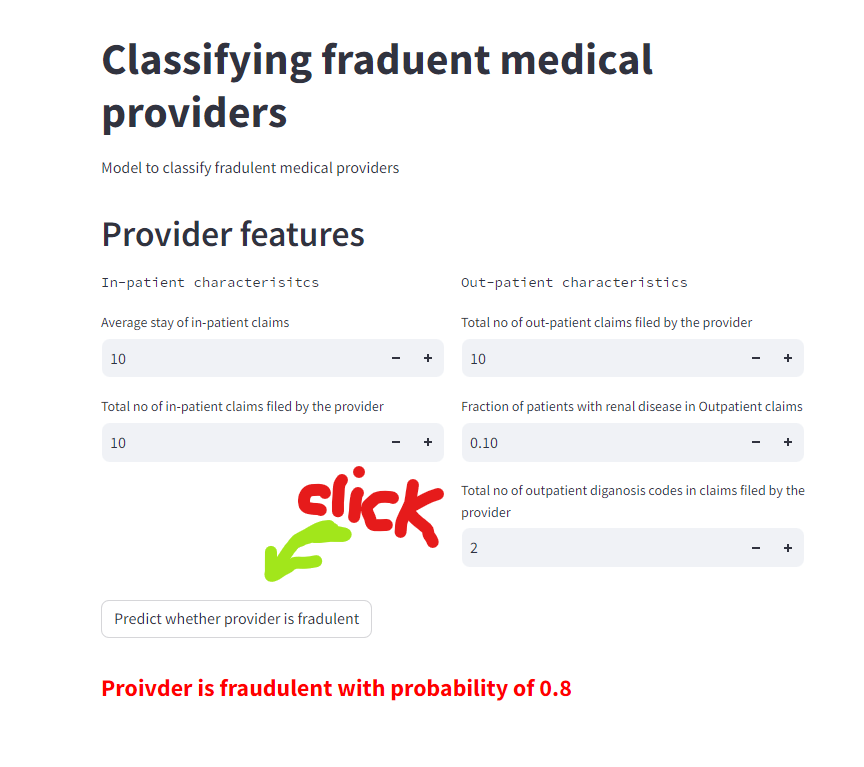 Classifying fraduent medical
providers
Model to classify fradulent medical providers
Provider features
In-patient characterisitcs
Average stay of in-patient claims
10 − +
Total no of in-patient claims filed by the provider
10 − +
Out-patient characteristics
Total no of out-patient claims filed by the provider
10 − +
Fraction of patients with renal disease in Outpatient claims
0.10 − +
Total no of outpatient diganosis codes in claims filed by the
provider
2 − +
click
Predict whether provider is fradulent
Proivder is fraudulent with probability of 0.8